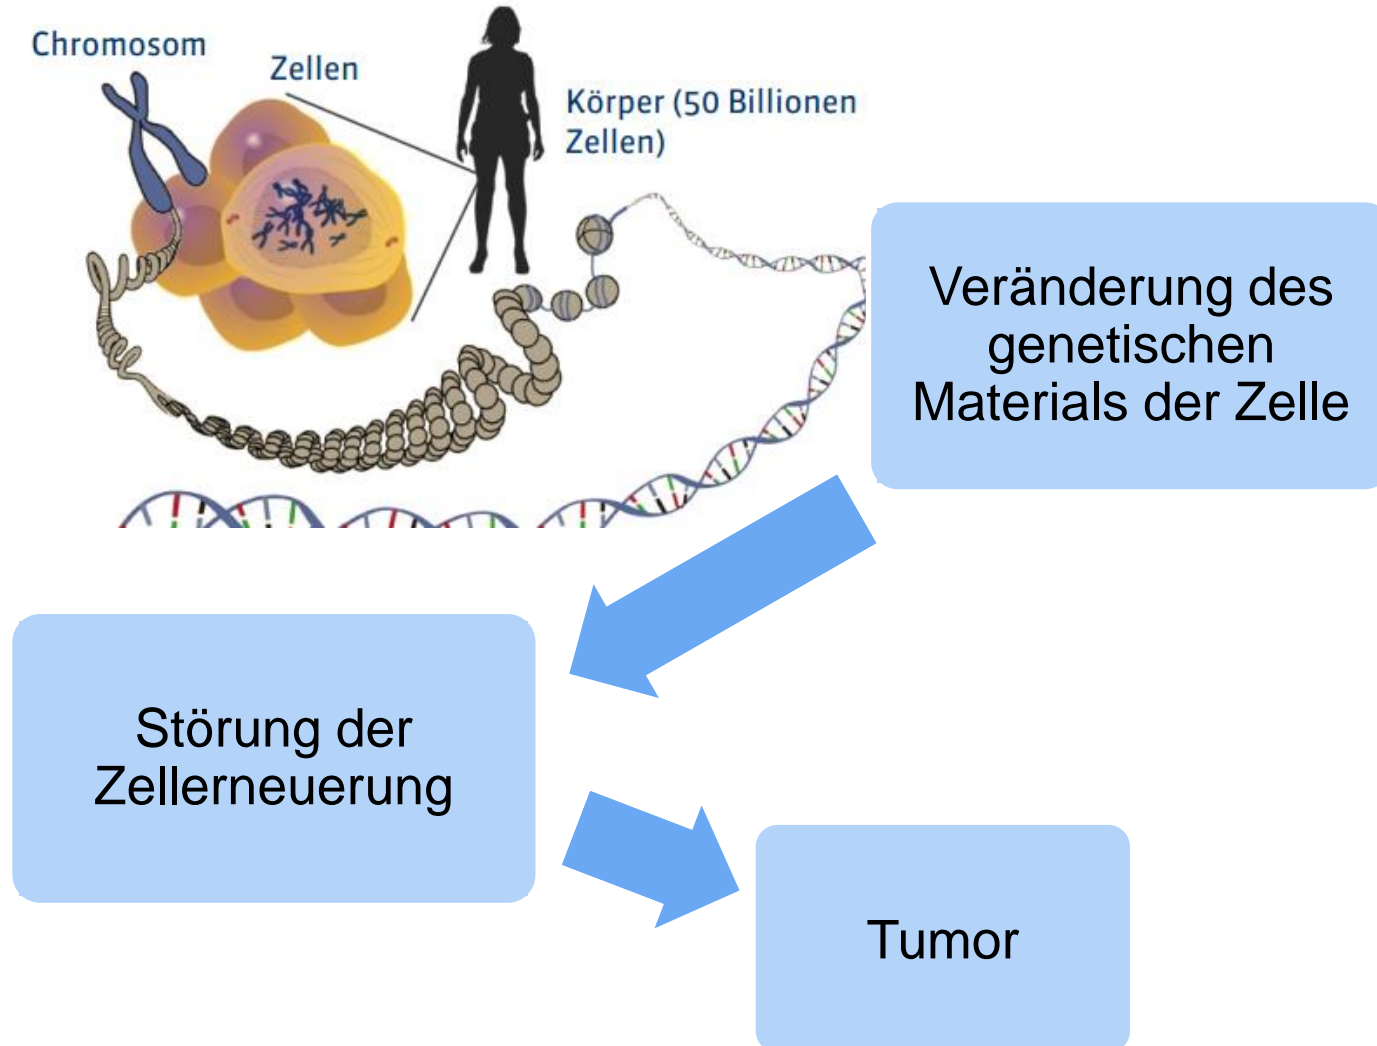 Chromosom
Zellen
Körper (50 Billionen
Zellen)
Veränderung des
genetischen
Materials der Zelle
Störung der
Zellerneuerung
Tumor